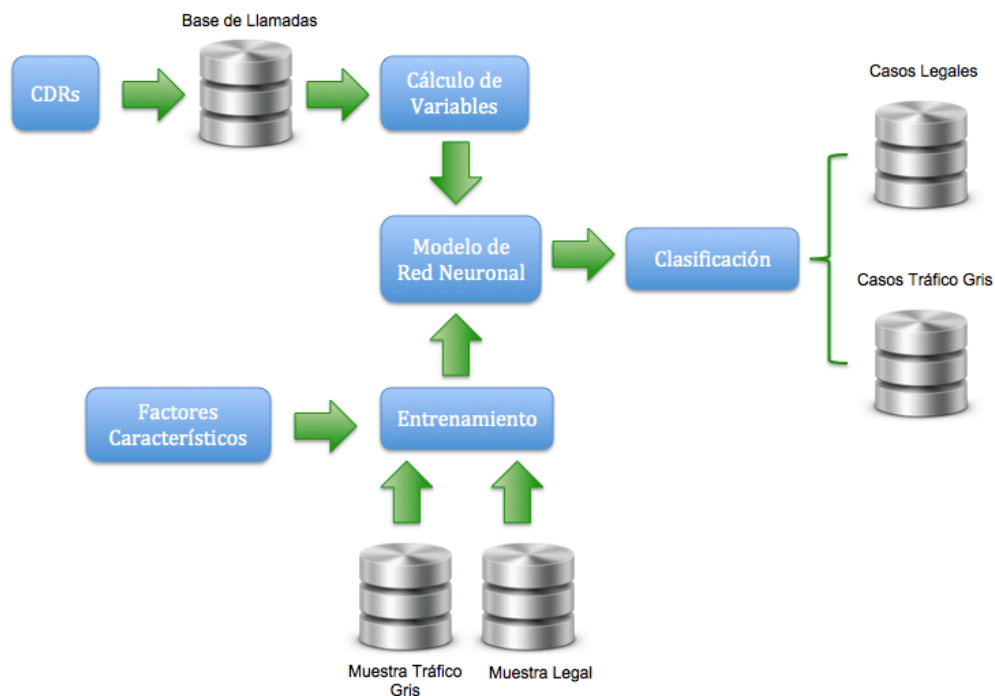 Base de Llamadas
CDRs
Cálculo de
Variables
Casos Legales
Modelo de
Red Neuronal
Clasificación
Casos Tráfico Gris
Factores
Característicos
Entrenamiento
Muestra Tráfico
Gris
Muestra Legal